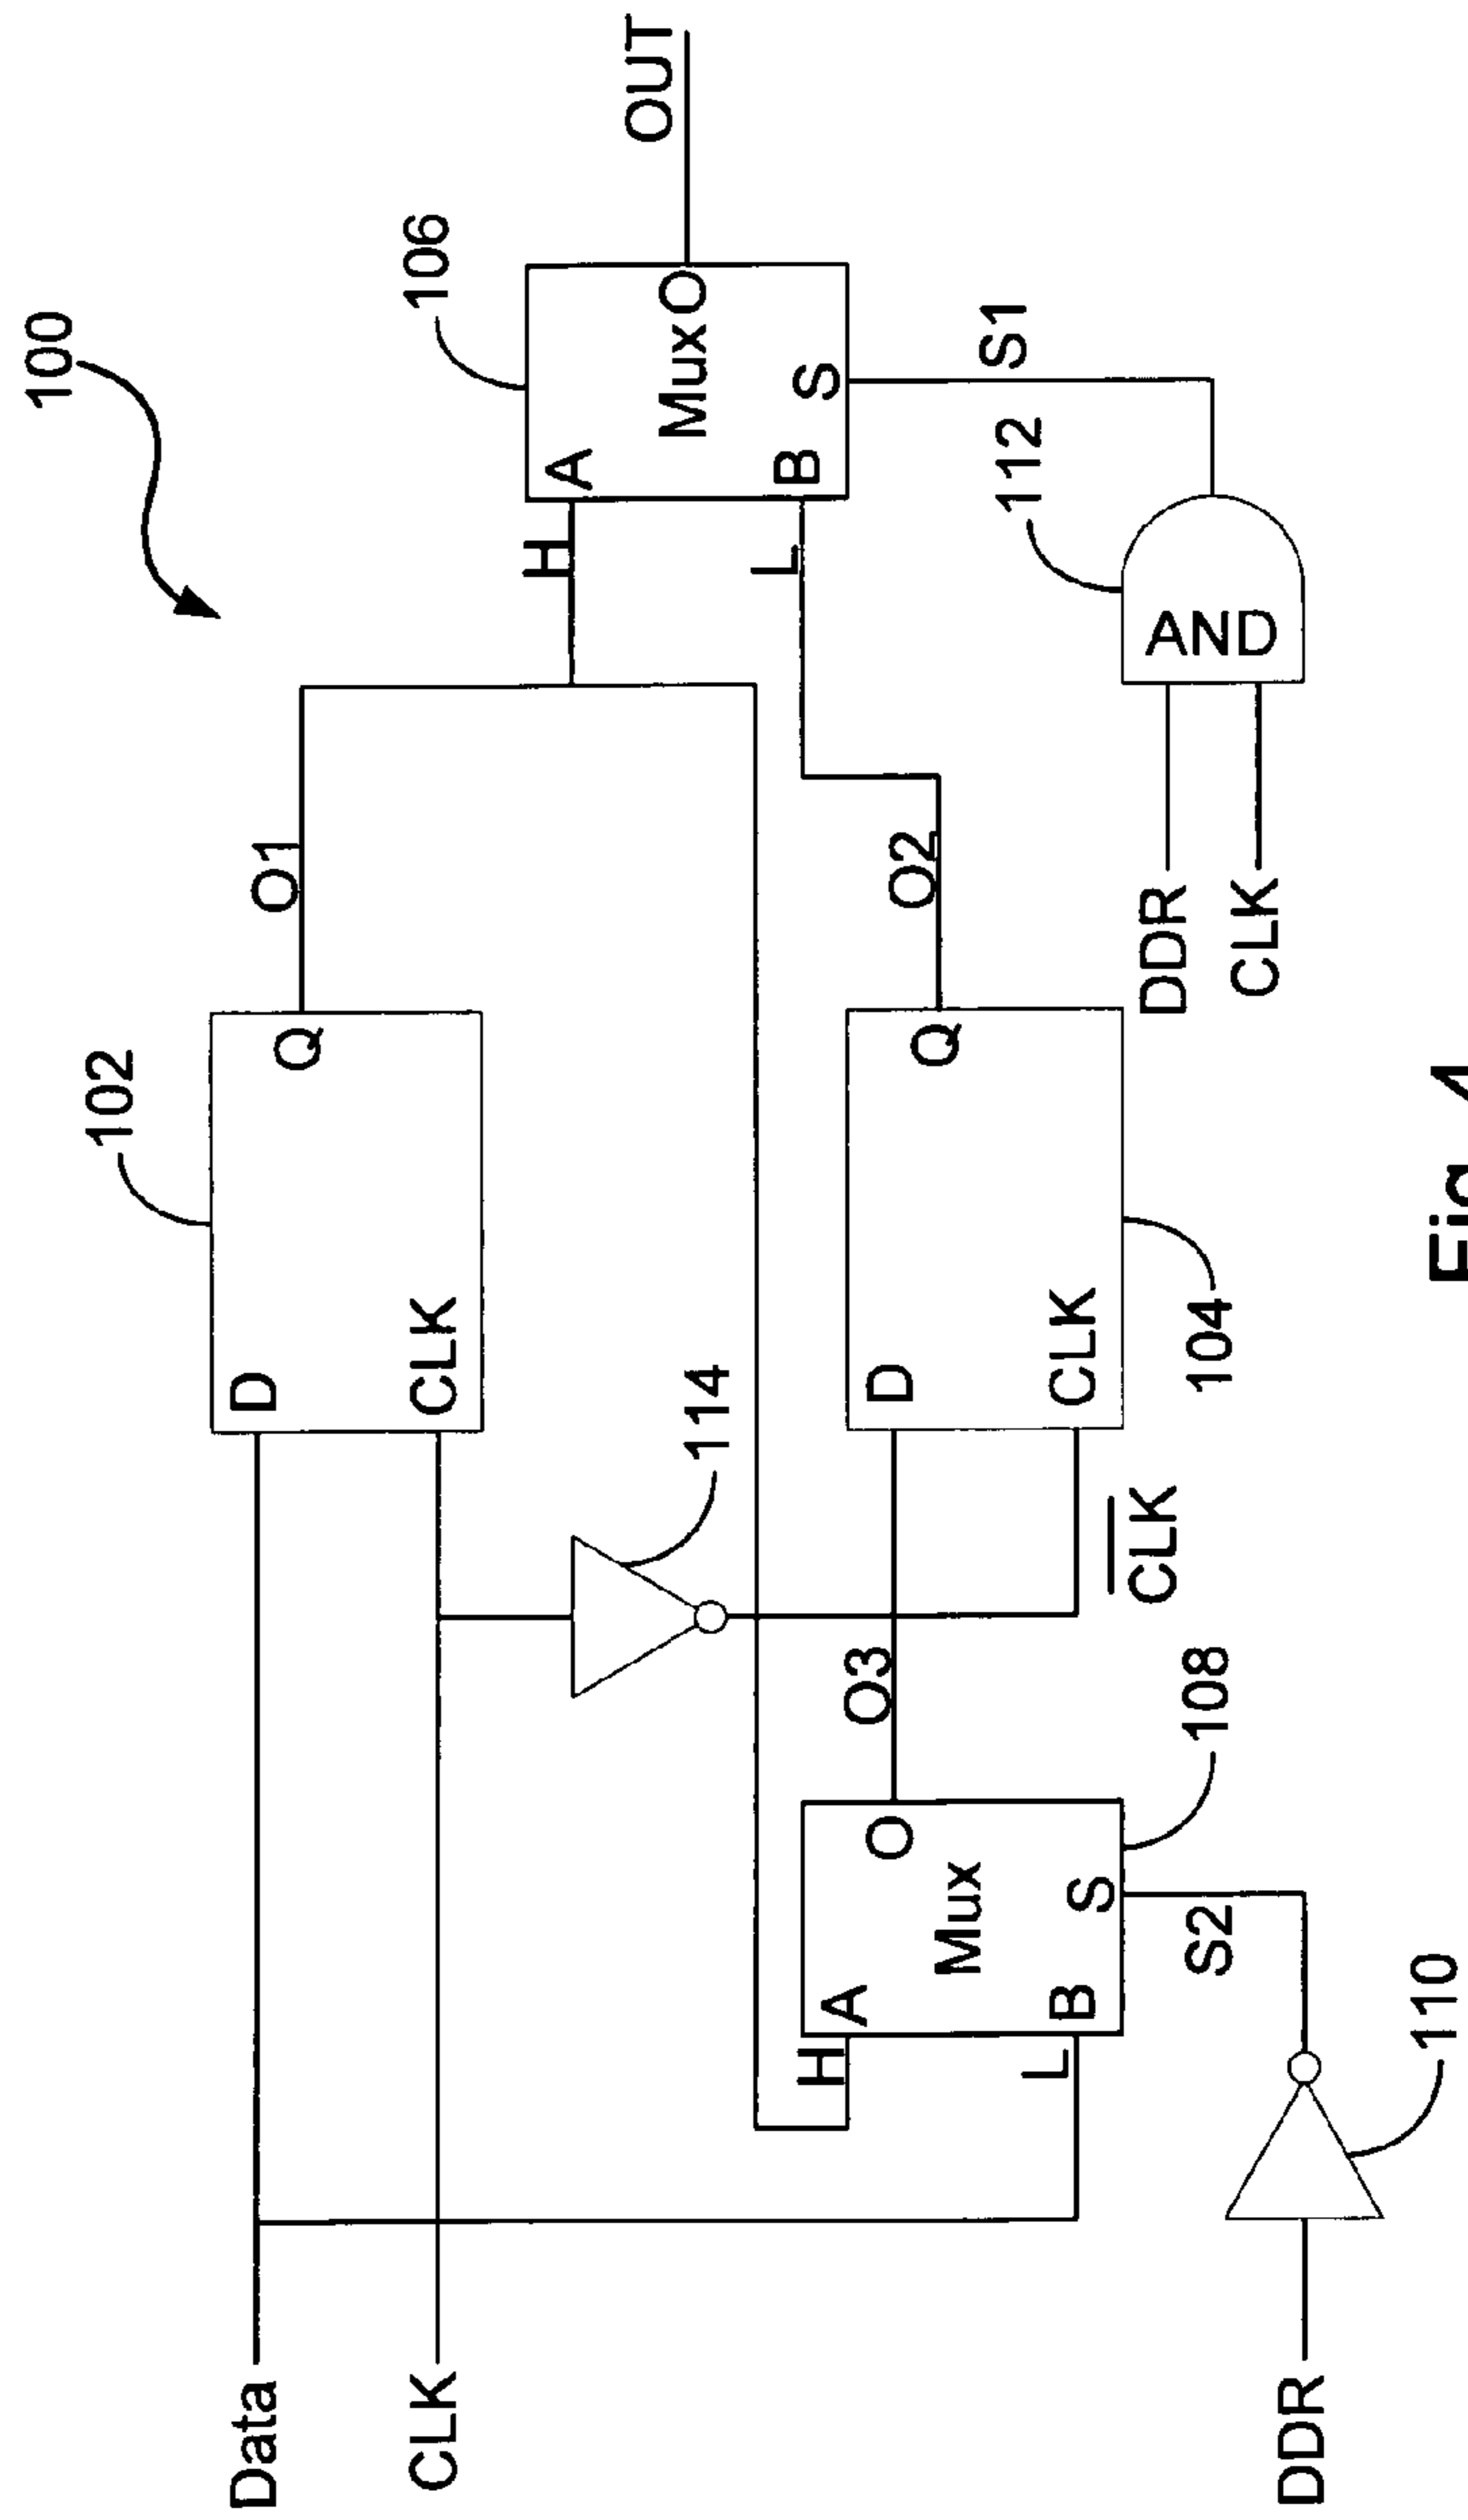 100
102
Data
D
Q
O1
CLK
CLK
114
H
A
106
Mux
O
OUT
B
S
L
H
A
O
O3
D
Q
O2
Mux
B
S
L
CLK
CLK
104
108
S2
S1
112
DDR
AND
CLK
DDR
110
Fig.